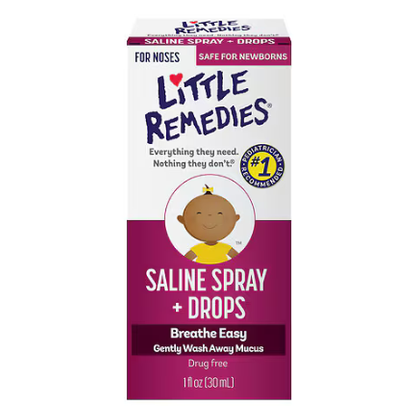 SALINE SPRAY + DROPS
FOR NOSES
SAFE FOR NEWBORNS
LiTTLE
REMEDiES®
Everything they need.
Nothing they don't.®
PEDIATRICIAN
#1
RECOMMENDED
™
SALINE SPRAY
+ DROPS
Breathe Easy
Gently Wash Away Mucus
Drug free
1 fl oz (30 mL)